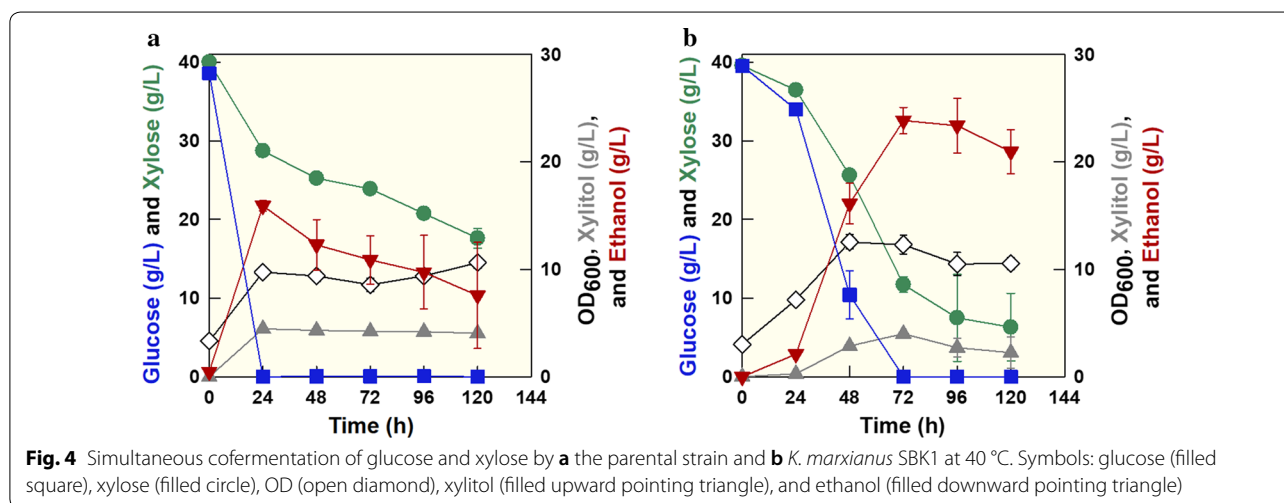 a
b
40
30
20
10
0
Glucose (g/L) and Xylose (g/L)
30
20
10
0
OD600, Xylitol (g/L),
and Ethanol (g/L)
0 24 48 72 96 120 144
Time (h)
40
30
20
10
0
Glucose (g/L) and Xylose (g/L)
30
20
10
0
OD600, Xylitol (g/L),
and Ethanol (g/L)
0 24 48 72 96 120 144
Time (h)
Fig. 4 Simultaneous cofermentation of glucose and xylose by a the parental strain and b K. marxianus SBK1 at 40 °C. Symbols: glucose (filled
square), xylose (filled circle), OD (open diamond), xylitol (filled upward pointing triangle), and ethanol (filled downward pointing triangle)